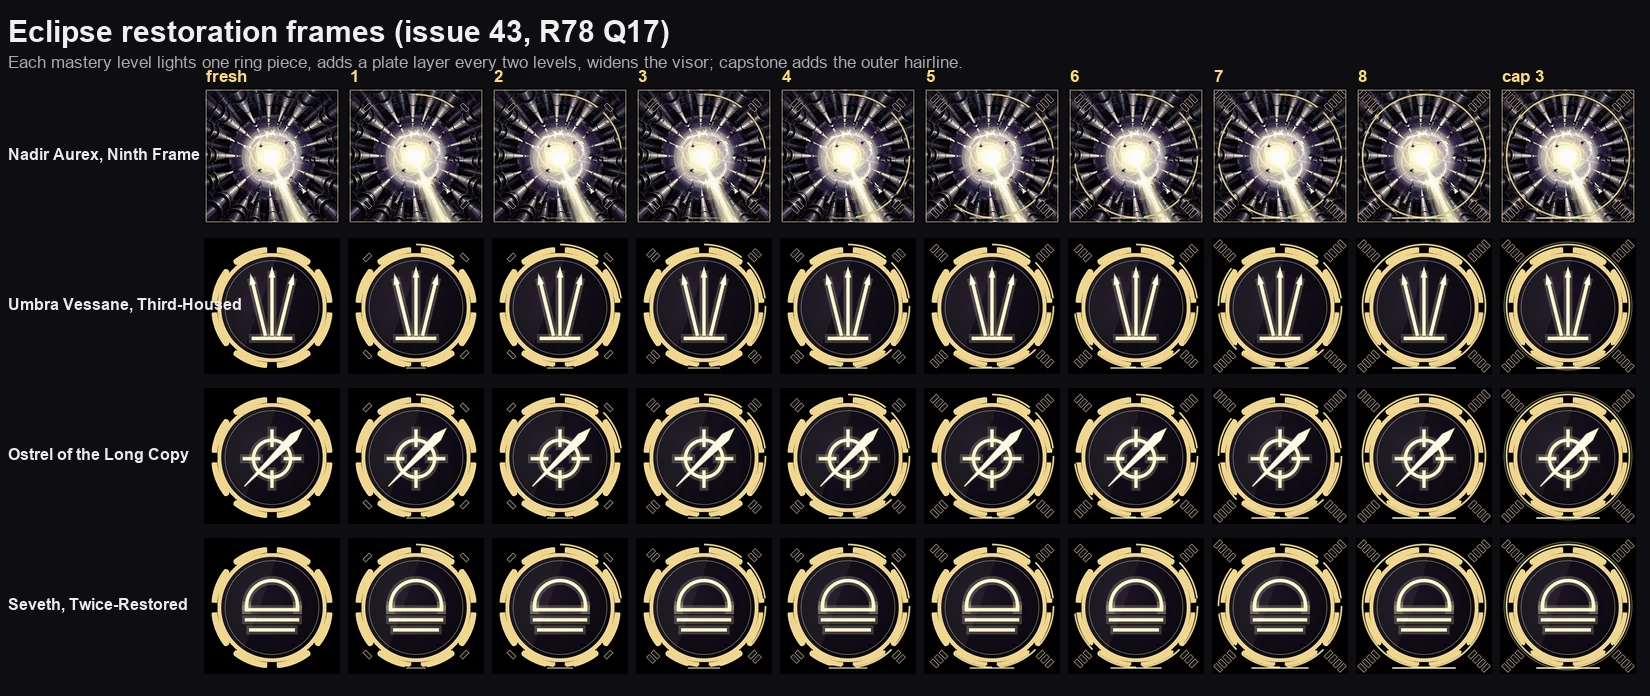 Eclipse restoration frames (issue 43, R78 Q17)
Each mastery level lights one ring piece, adds a plate layer every two levels, widens the visor; capstone adds the outer hairline.
fresh 1 2 3 4 5 6 7 8 cap 3
Nadir Aurex, Ninth Frame
Umbra Vessane, Third-Housed
Ostrel of the Long Copy
Seveth, Twice-Restored